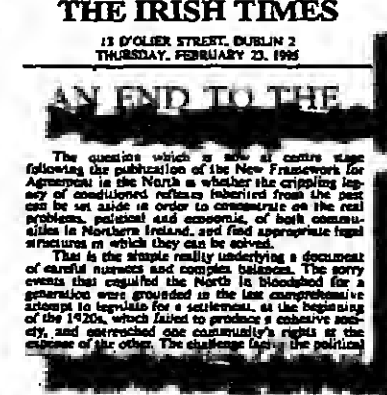 THE IRISH TIMES
13 D'OLIER STREET, DUBLIN 2
THURSDAY, FEBRUARY 23, 1995
AN END TO THE
The question which is now at centre stage
following the publication of the New Framework for
Agreement in the North is whether the crippling leg-
acy of conditioned reflexes inherited from the past
can be set aside in order to concentrate on the real
problems, political and economic, of both commu-
nities in Northern Ireland, and find appropriate legal
structures in which they can be solved.
This is the simple reality underlying a document
of careful nuances and complex balances. The sorry
events that engulfed the North in bloodshed for a
generation were grounded in the last comprehensive
attempt to legislate for a settlement, at the beginning
of the 1920s, which failed to produce a cohesive soci-
ety, and entrenched one community's rights at the
expense of the other. The challenge facing the political